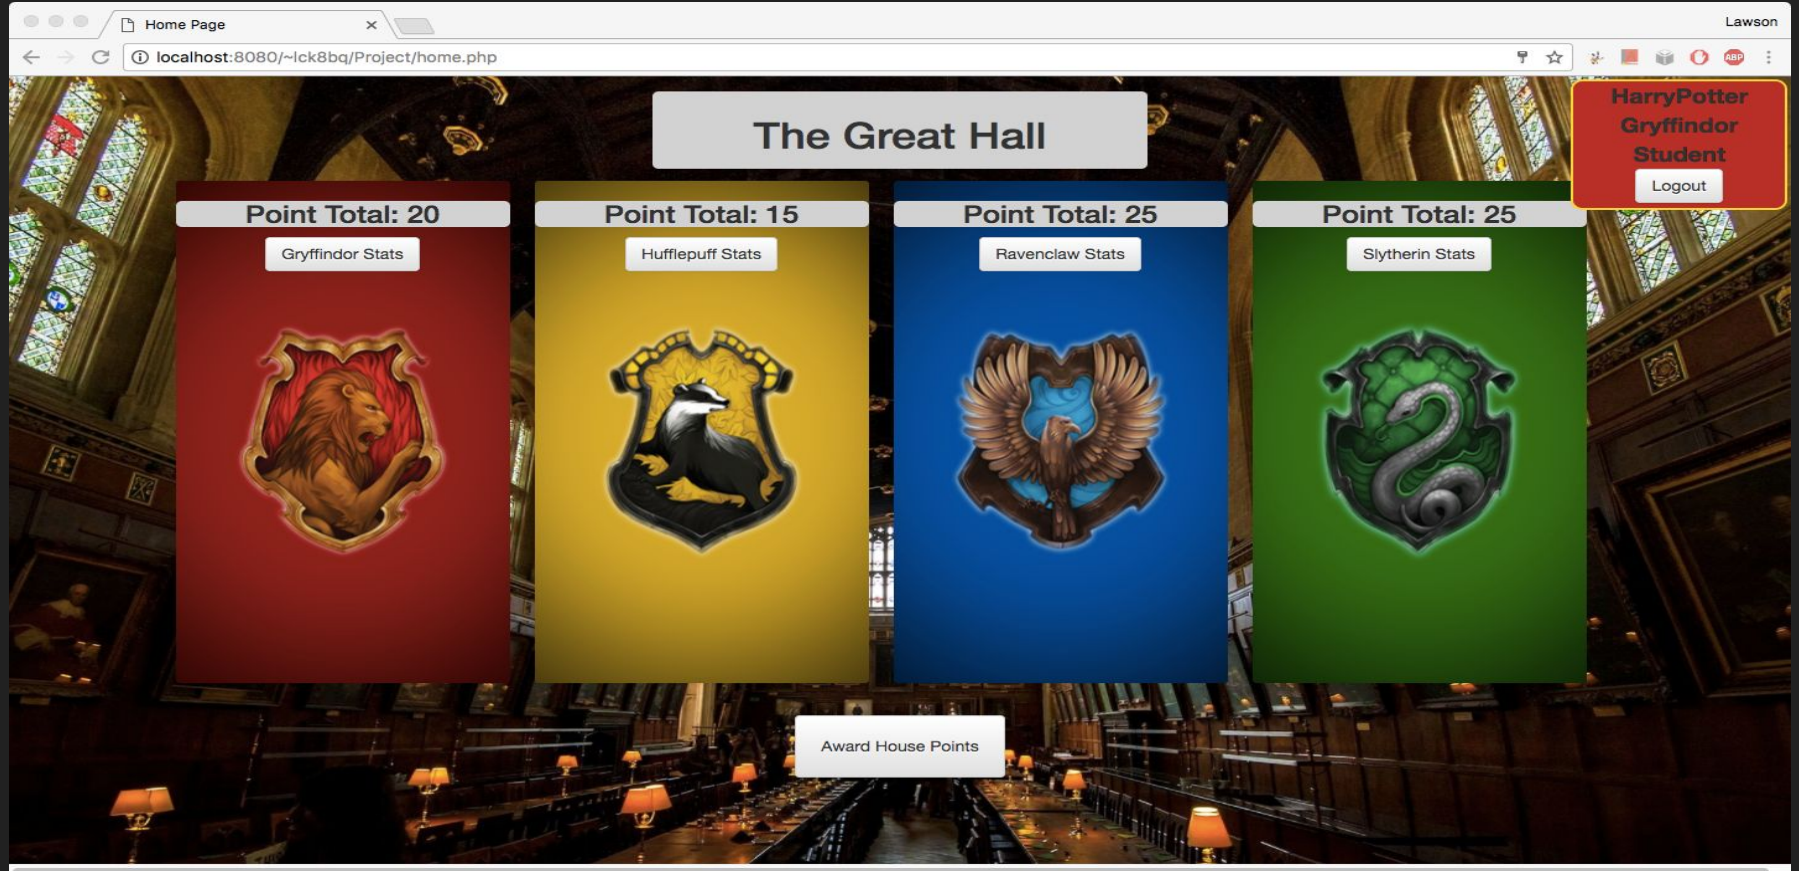 Home Page
Lawson
localhost:8080/~lck8bq/Project/home.php
ABP
HarryPotter
Gryffindor
Student
Logout
The Great Hall
Point Total: 20
Gryffindor Stats
Point Total: 15
Hufflepuff Stats
Point Total: 25
Ravenclaw Stats
Point Total: 25
Slytherin Stats
Award House Points